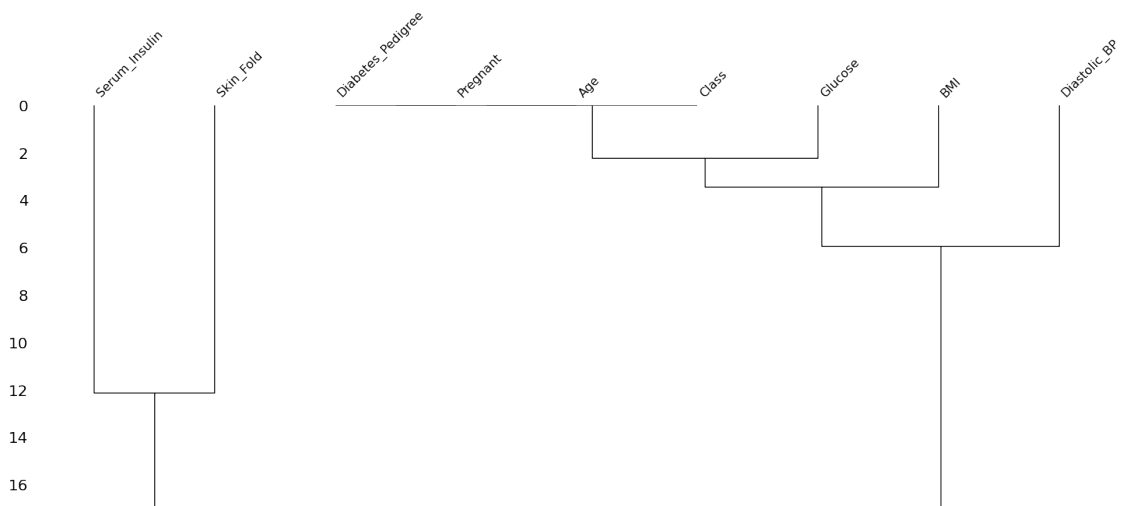 Serum_Insulin
Skin_Fold
Diabetes_Pedigree
Pregnant
Age
Class
Glucose
BMI
Diastolic_BP
0
2
4
6
8
10
12
14
16